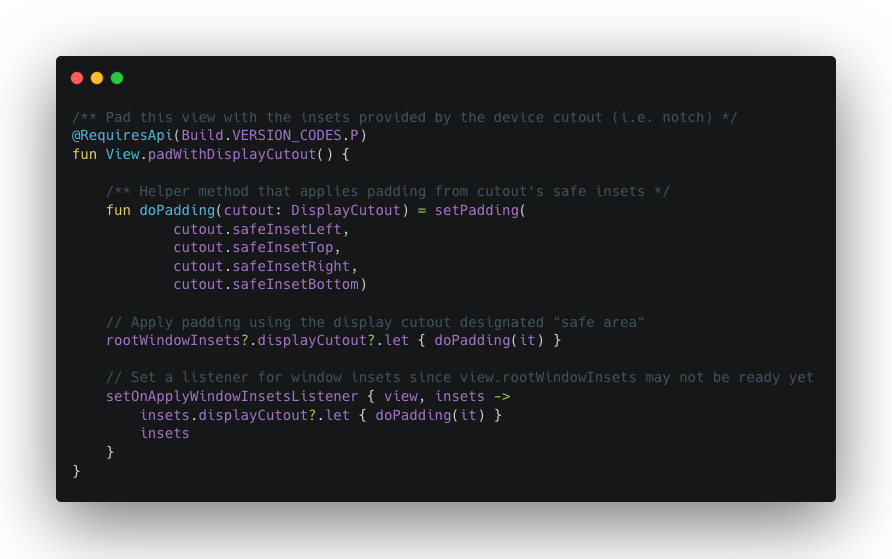 /** Pad this view with the insets provided by the device cutout (i.e. notch) */
@RequiresApi(Build.VERSION_CODES.P)
fun View.padWithDisplayCutout() {
/** Helper method that applies padding from cutout's safe insets */
fun doPadding(cutout: DisplayCutout) = setPadding(
cutout.safeInsetLeft,
cutout.safeInsetTop,
cutout.safeInsetRight,
cutout.safeInsetBottom)
// Apply padding using the display cutout designated "safe area"
rootWindowInsets?.displayCutout?.let { doPadding(it) }
// Set a listener for window insets since view.rootWindowInsets may not be ready yet
setOnApplyWindowInsetsListener { view, insets ->
insets.displayCutout?.let { doPadding(it) }
insets
}
}